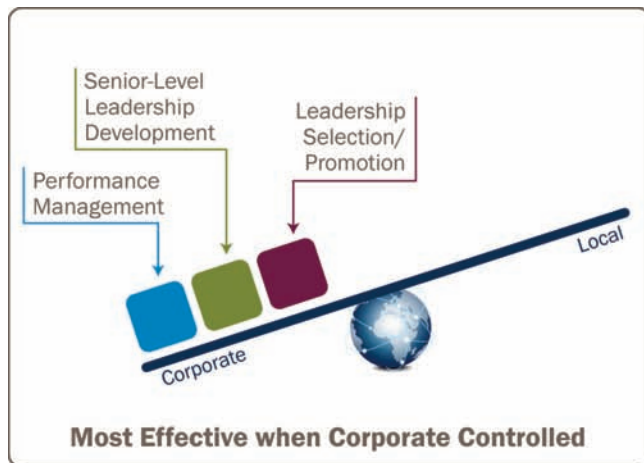 Senior-Level
Leadership
Development
Leadership
Selection/
Promotion
Performance
Management
Local
Corporate
Most Effective when Corporate Controlled